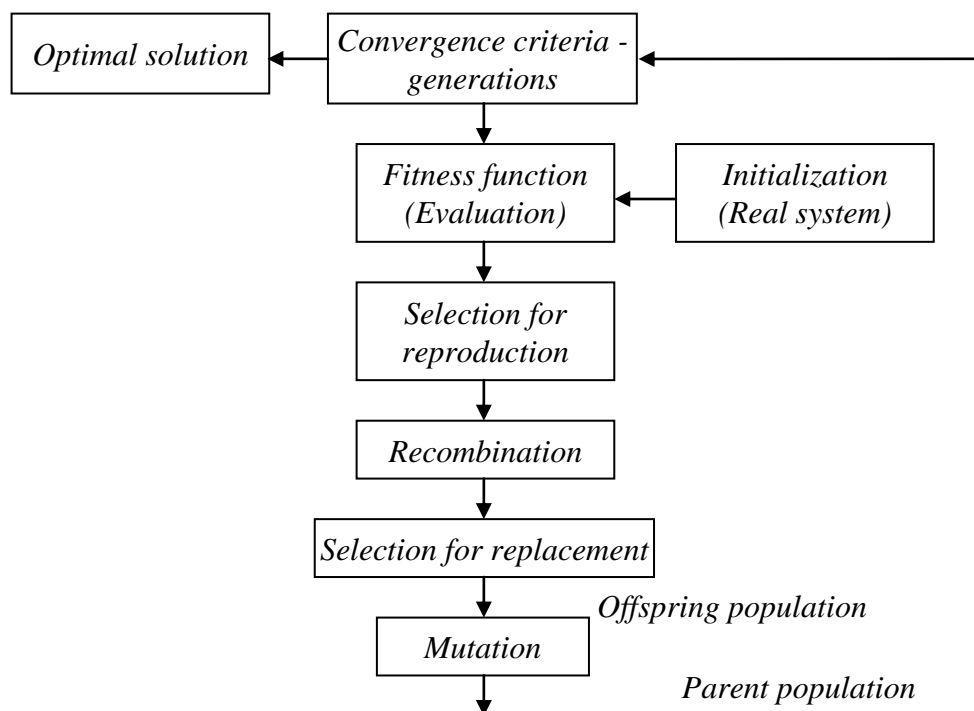 Optimal solution
Convergence criteria -
generations
Fitness function
(Evaluation)
Initialization
(Real system)
Selection for
reproduction
Recombination
Selection for replacement
Offspring population
Mutation
Parent population